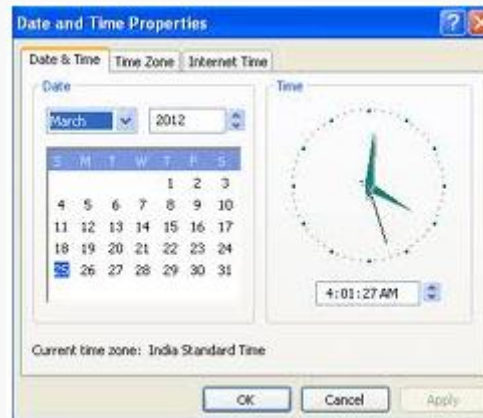 Date and Time Properties
Date & Time Time Zone Internet Time
Date
March 2012
S M T W T F S
1 2 3
4 5 6 7 8 9 10
11 12 13 14 15 16 17
18 19 20 21 22 23 24
25 26 27 28 29 30 31
Time
4:01:27 AM
Current time zone: India Standard Time
OK Cancel Apply